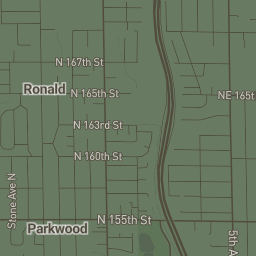 N 167th St
Ronald
N 165th St
NE 165t
N 163rd St
N 160th St
Stone Ave N
N 155th St
Parkwood
5th A